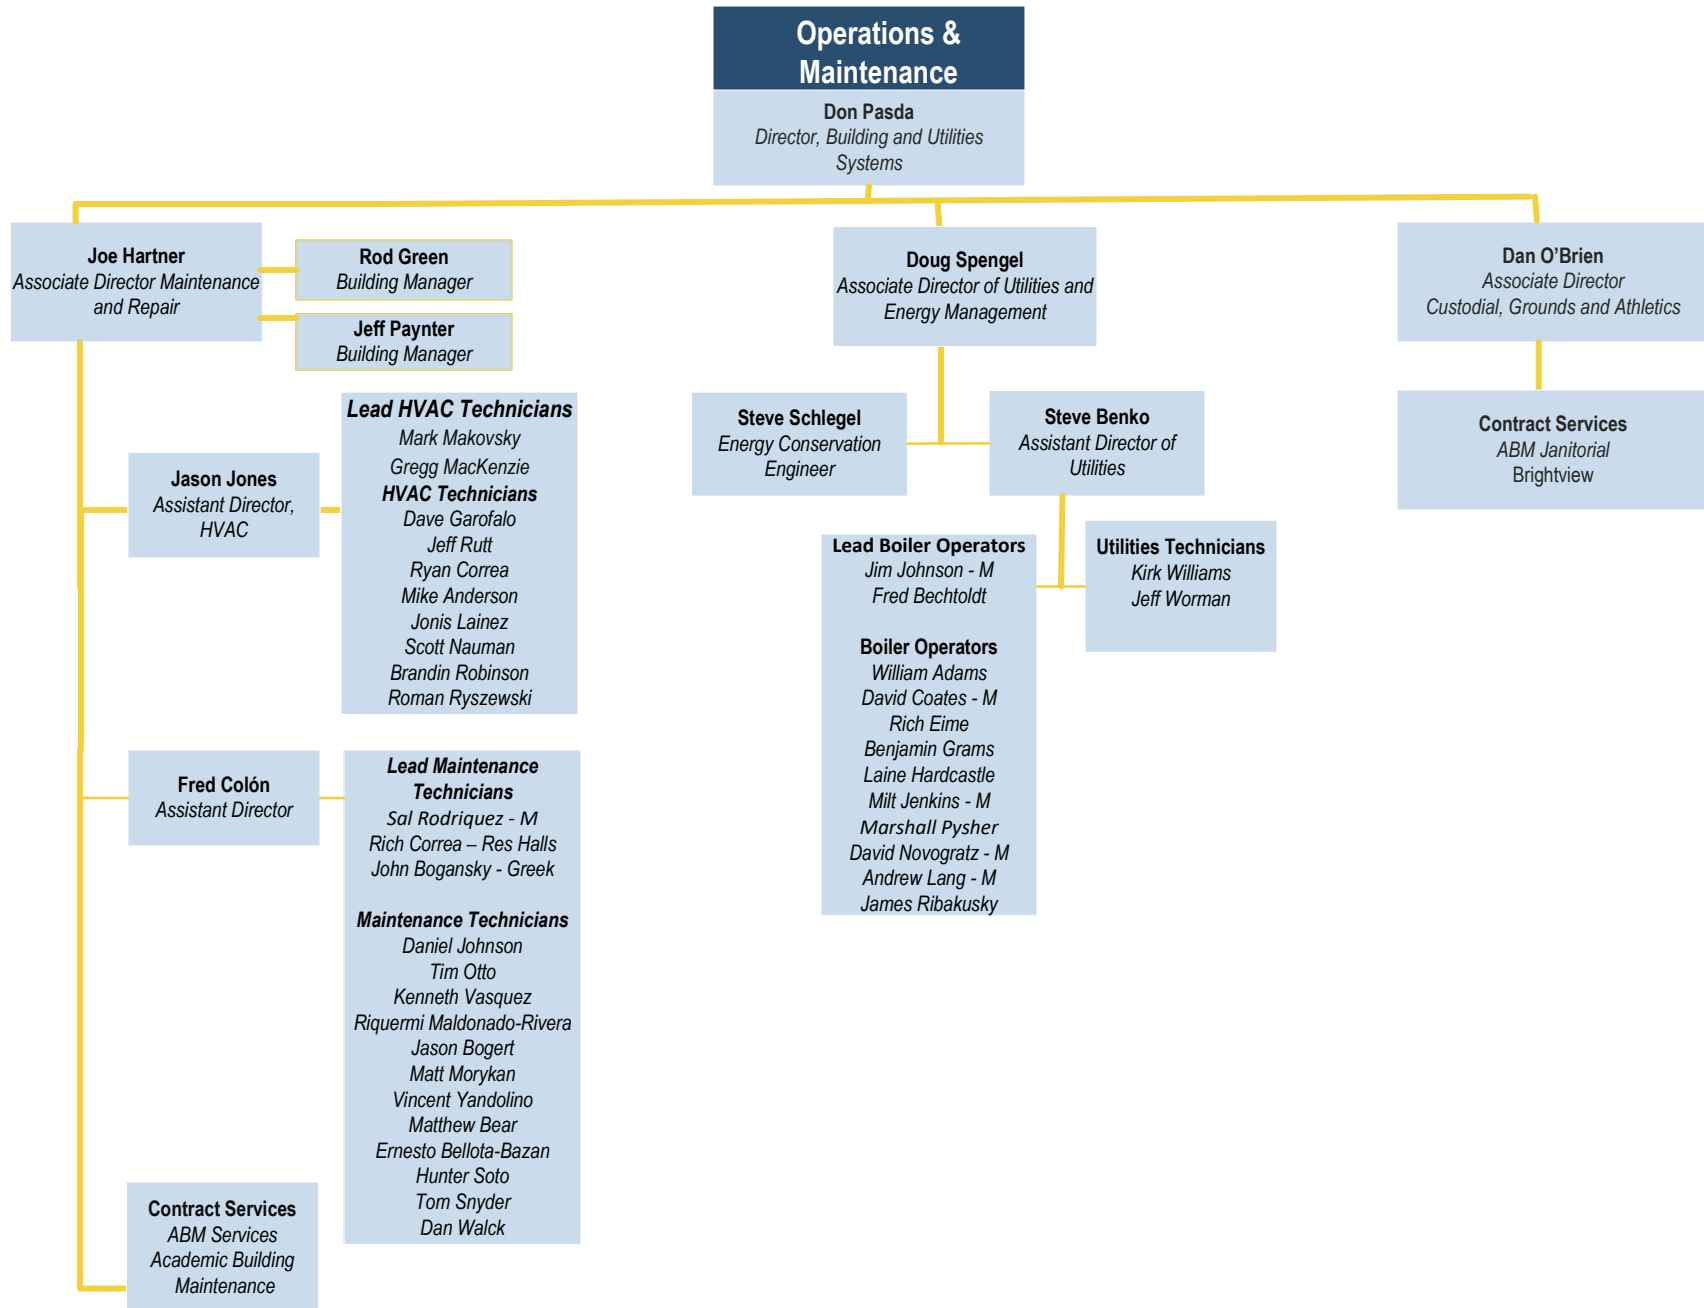 Operations &
Maintenance
Don Pasda
Director, Building and Utilities
Systems
Joe Hartner
Associate Director Maintenance
and Repair
Rod Green
Building Manager
Jeff Paynter
Building Manager
Doug Spengel
Associate Director of Utilities and
Energy Management
Dan O’Brien
Associate Director
Custodial, Grounds and Athletics
Jason Jones
Assistant Director,
HVAC
Lead HVAC Technicians
Mark Makovsky
Gregg MacKenzie
HVAC Technicians
Dave Garofalo
Jeff Rutt
Ryan Correa
Mike Anderson
Jonis Lainez
Scott Nauman
Brandin Robinson
Roman Ryszewski
Steve Schlegel
Energy Conservation
Engineer
Steve Benko
Assistant Director of
Utilities
Contract Services
ABM Janitorial
Brightview
Lead Boiler Operators
Jim Johnson - M
Fred Bechtoldt
Boiler Operators
William Adams
David Coates - M
Rich Eime
Benjamin Grams
Laine Hardcastle
Milt Jenkins - M
Marshall Pysher
David Novogratz - M
Andrew Lang - M
James Ribakusky
Utilities Technicians
Kirk Williams
Jeff Worman
Fred Colón
Assistant Director
Lead Maintenance
Technicians
Sal Rodriquez - M
Rich Correa – Res Halls
John Bogansky - Greek
Maintenance Technicians
Daniel Johnson
Tim Otto
Kenneth Vasquez
Riquermi Maldonado-Rivera
Jason Bogert
Matt Morykan
Vincent Yandolino
Matthew Bear
Ernesto Bellota-Bazan
Hunter Soto
Tom Snyder
Dan Walck
Contract Services
ABM Services
Academic Building
Maintenance